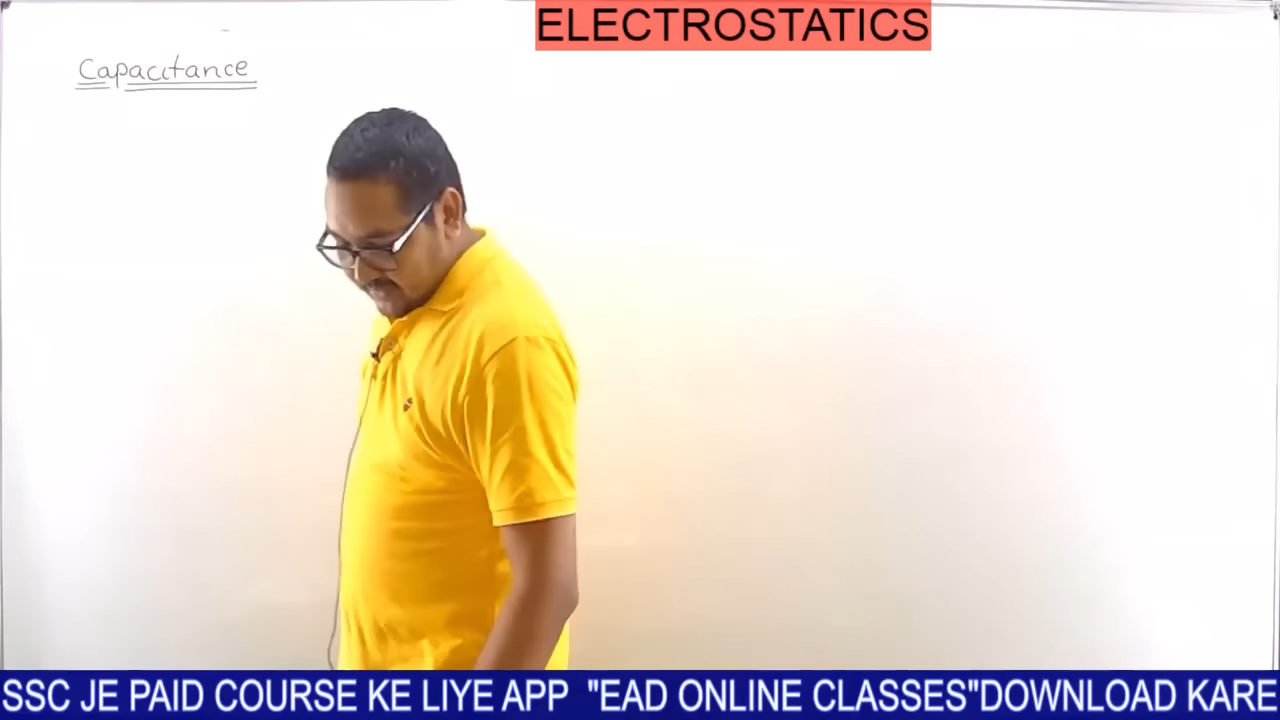 ELECTROSTATICS
Capacitance
SSC JE PAID COURSE KE LIYE APP "EAD ONLINE CLASSES"DOWNLOAD KARE